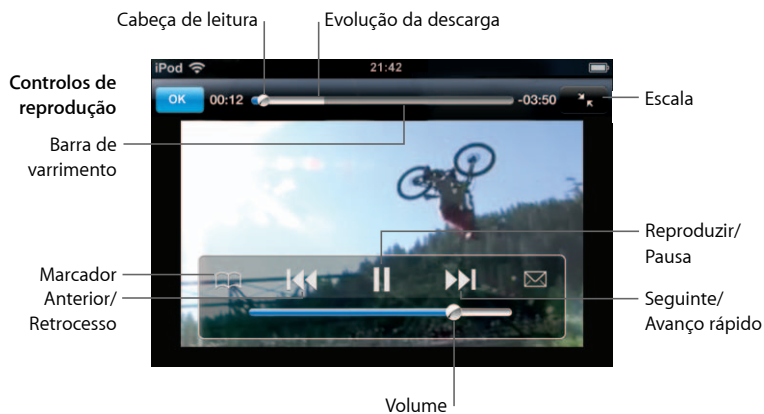 Cabeça de leitura
Evolução da descarga
iPod
21:42
Controlos de
reprodução
OK
00:12
-03:50
Escala
Barra de
varrimento
Reproduzir/
Pausa
Marcador
Anterior/
Retrocesso
Seguinte/
Avanço rápido
Volume